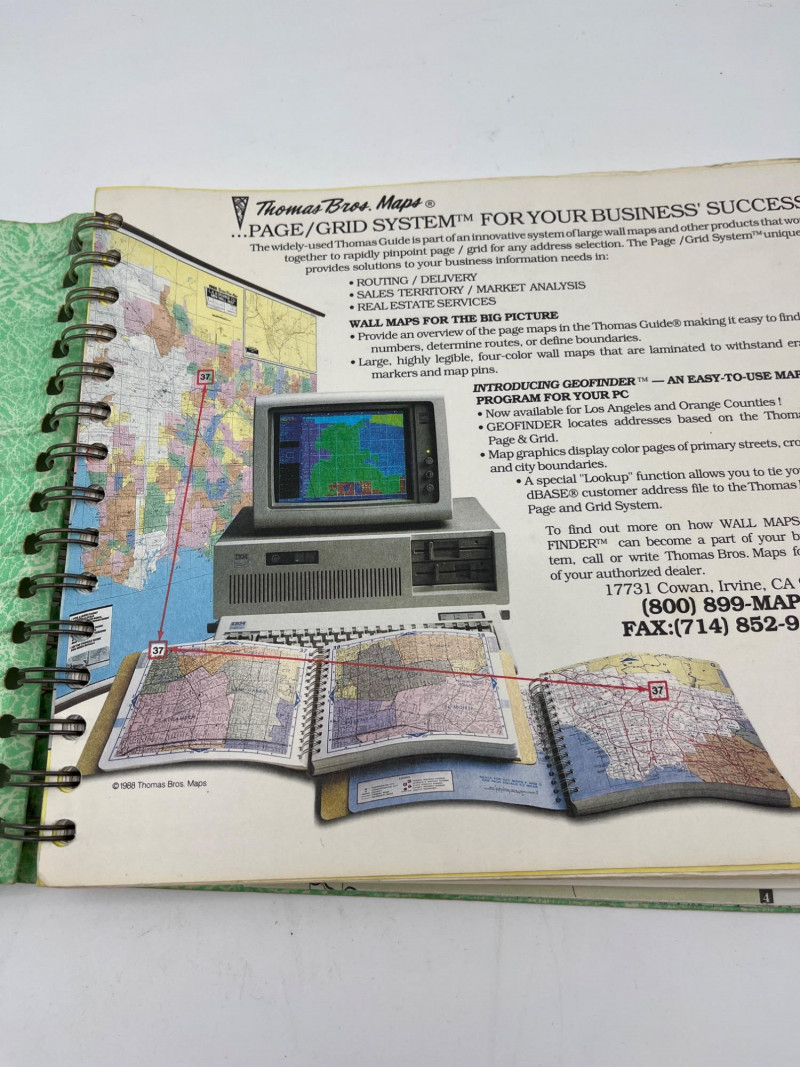 Thomas Bros. Maps ®
...PAGE/GRID SYSTEM™ FOR YOUR BUSINESS' SUCCESS
The widely-used Thomas Guide is part of an innovative system of large wall maps and other products that wo
together to rapidly pinpoint page / grid for any address selection. The Page /Grid System™ unique
provides solutions to your business information needs in:
• ROUTING / DELIVERY
• SALES TERRITORY / MARKET ANALYSIS
• REAL ESTATE SERVICES
WALL MAPS FOR THE BIG PICTURE
• Provide an overview of the page maps in the Thomas Guide® making it easy to find
numbers, determine routes, or define boundaries.
• Large, highly legible, four-color wall maps that are laminated to withstand era
markers and map pins.
INTRODUCING GEOFINDER™ — AN EASY-TO-USE MAP
PROGRAM FOR YOUR PC
• Now available for Los Angeles and Orange Counties !
• GEOFINDER locates addresses based on the Thoma
Page & Grid.
• Map graphics display color pages of primary streets, cro
and city boundaries.
• A special "Lookup" function allows you to tie yo
dBASE® customer address file to the Thomas
Page and Grid System.
To find out more on how WALL MAPS
FINDER™ can become a part of your b
tem, call or write Thomas Bros. Maps fo
of your authorized dealer.
17731 Cowan, Irvine, CA
(800) 899-MAP
FAX:(714) 852-9
37
37
37
©1988 Thomas Bros. Maps
4